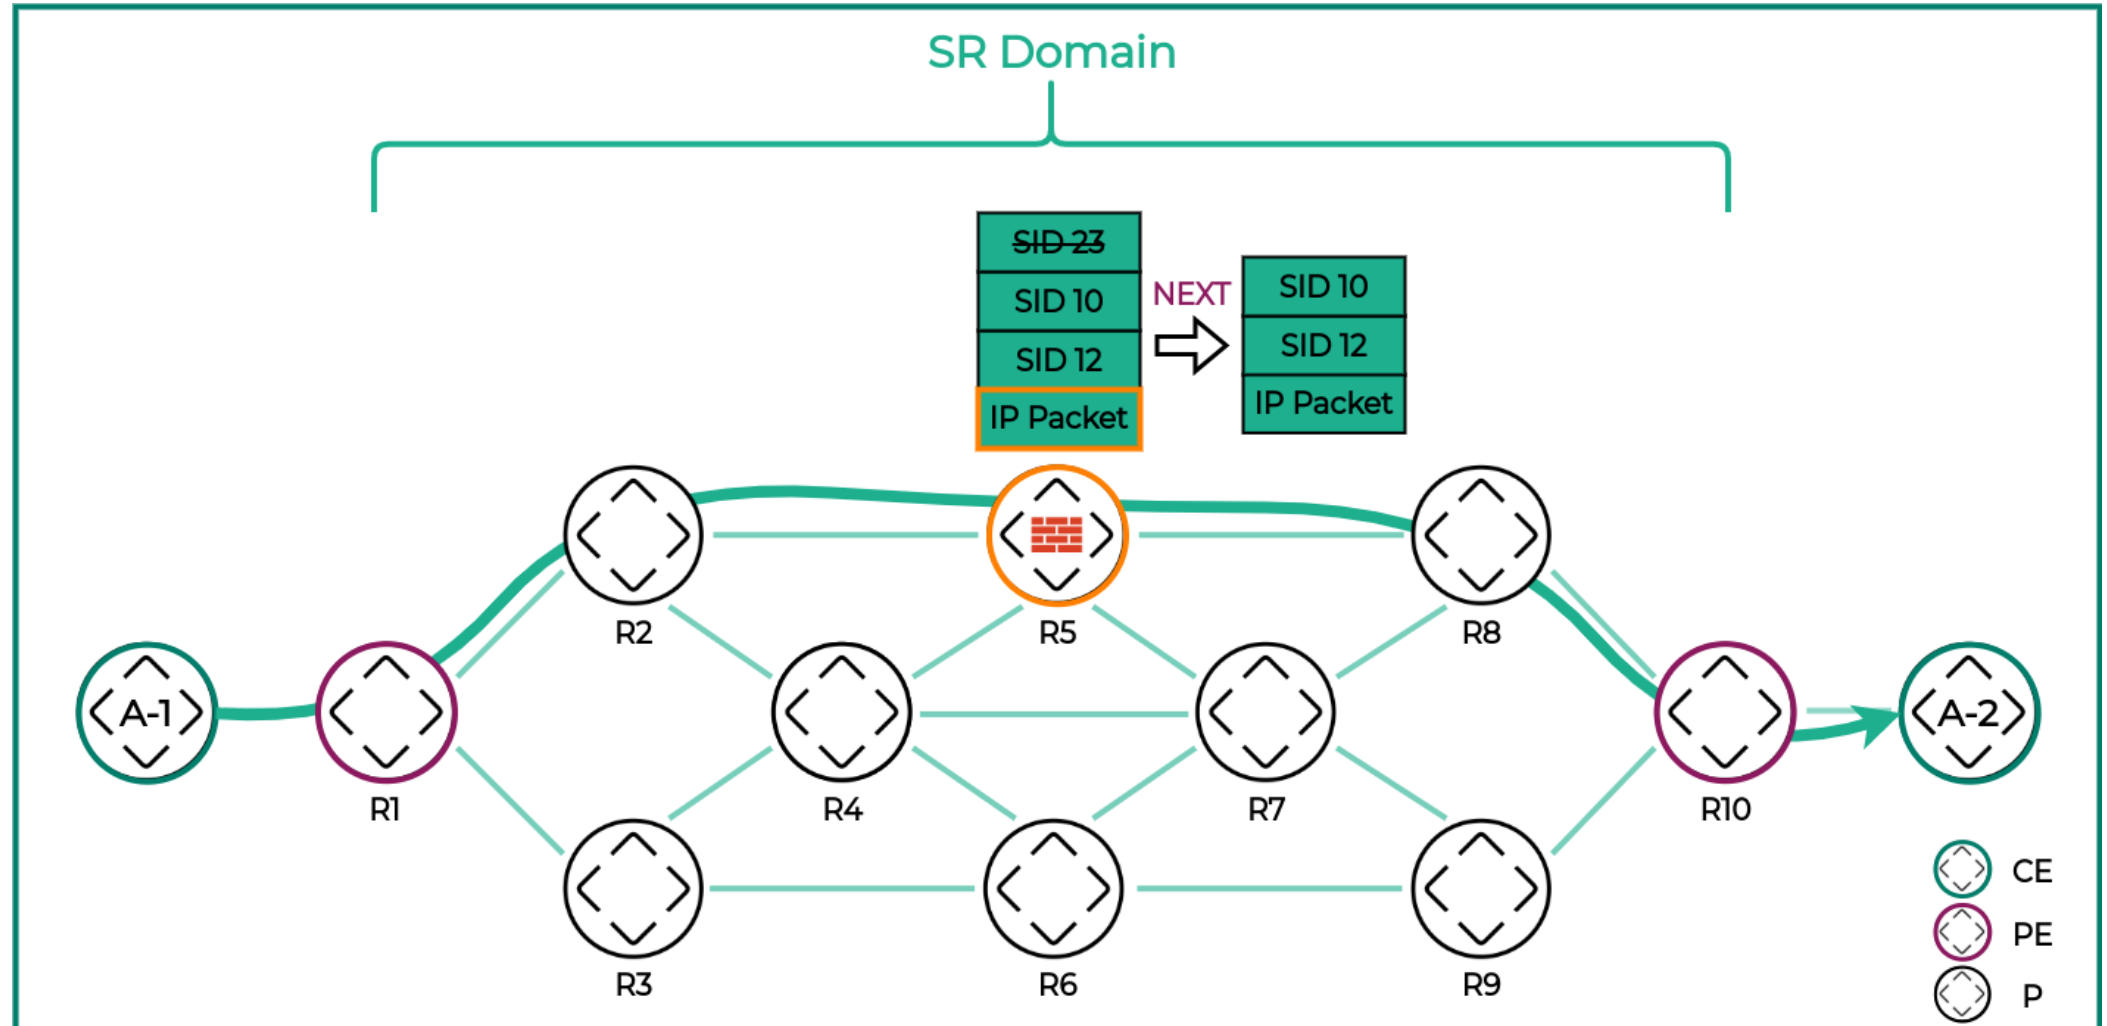 SR Domain
SID 23
SID 10
SID 12
IP Packet
NEXT
SID 10
SID 12
IP Packet
R2
R5
R8
A-1
A-2
R1
R4
R7
R10
R3
R6
R9
CE
PE
P